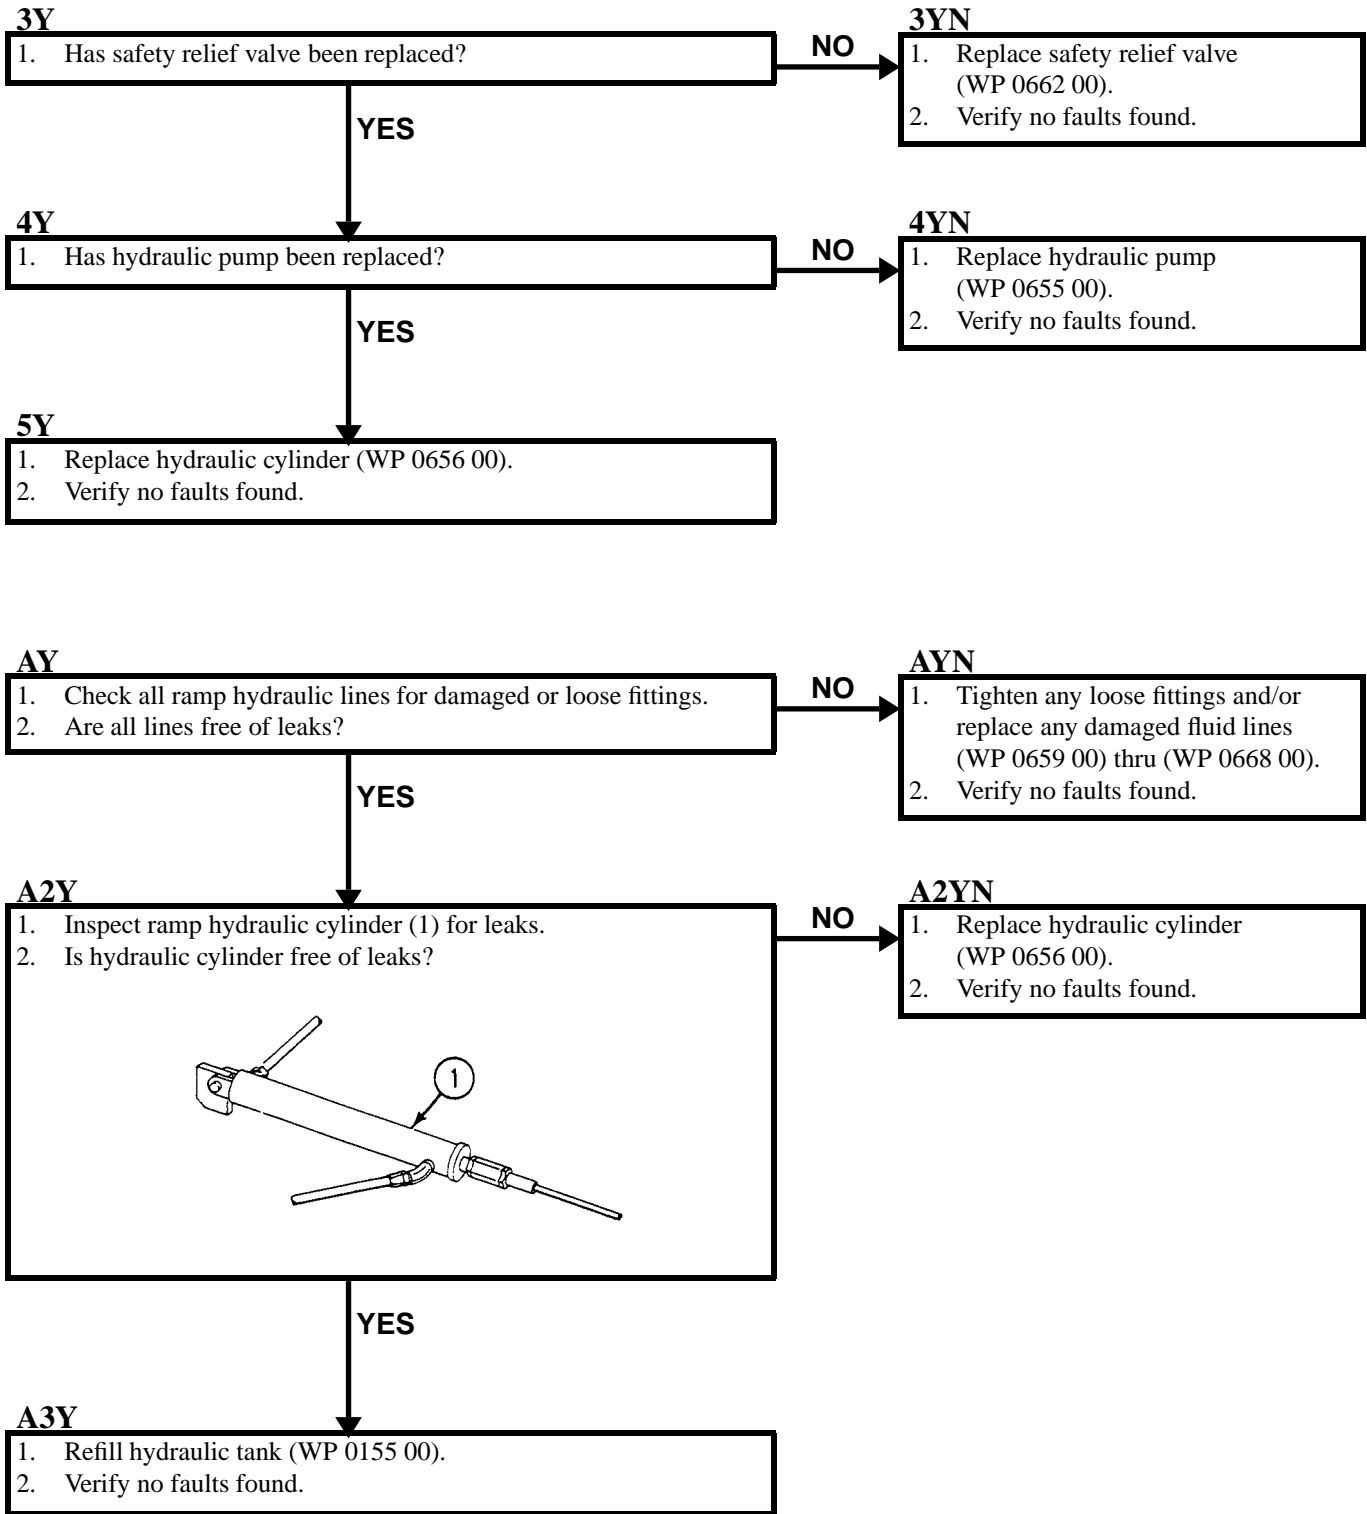 3Y
1. Has safety relief valve been replaced?
NO
3YN
1. Replace safety relief valve
(WP 0662 00).
2. Verify no faults found.
YES
4Y
1. Has hydraulic pump been replaced?
NO
4YN
1. Replace hydraulic pump
(WP 0655 00).
2. Verify no faults found.
YES
5Y
1. Replace hydraulic cylinder (WP 0656 00).
2. Verify no faults found.
AY
1. Check all ramp hydraulic lines for damaged or loose fittings.
2. Are all lines free of leaks?
NO
AYN
1. Tighten any loose fittings and/or
replace any damaged fluid lines
(WP 0659 00) thru (WP 0668 00).
2. Verify no faults found.
YES
A2Y
1. Inspect ramp hydraulic cylinder (1) for leaks.
2. Is hydraulic cylinder free of leaks?
1
NO
A2YN
1. Replace hydraulic cylinder
(WP 0656 00).
2. Verify no faults found.
YES
A3Y
1. Refill hydraulic tank (WP 0155 00).
2. Verify no faults found.